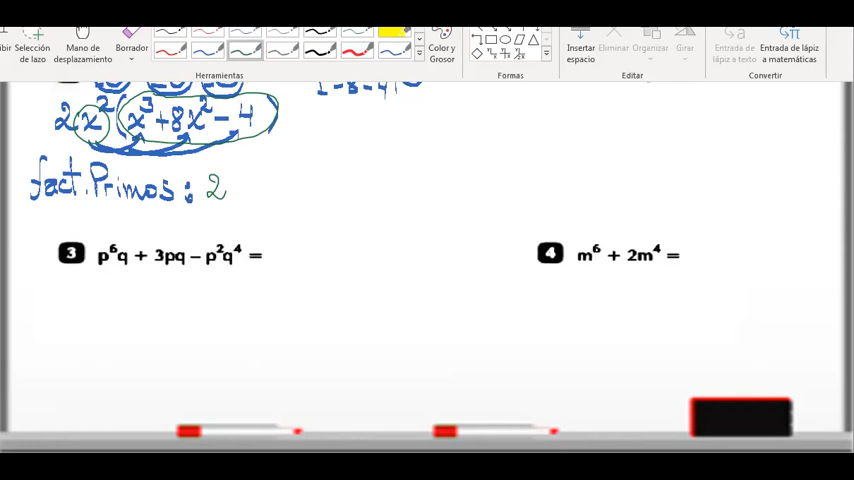 Selección de lazo
Mano de desplazamiento
Borrador
Color y Grosor
Insertar espacio
Eliminar
Organizar
Girar
Entrada de lápiz a texto
Entrada de lápiz a matemáticas
Herramientas
Formas
Editar
Convertir
2x²(x³+8x²-4)
fact. Primos: 2
3 p⁶q + 3pq – p²q⁴ =
4 m⁶ + 2m⁴ =